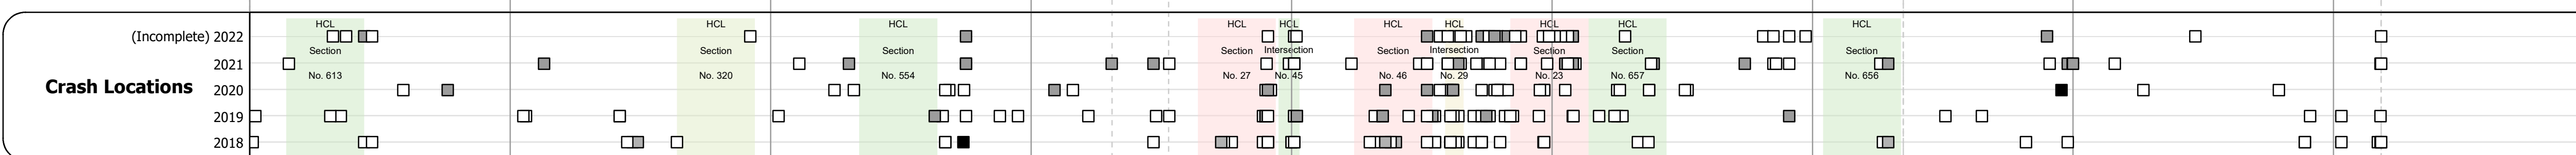 HCL HCL HCL HCL HCL HCL HCL HCL HCL HCL
(Incomplete) 2022
Section Section Section Section Intersection Section Intersection Section Section Section
2021
No. 613 No. 320 No. 554 No. 27 No. 45 No. 46 No. 29 No. 23 No. 657 No. 656
Crash Locations
2020
2019
2018